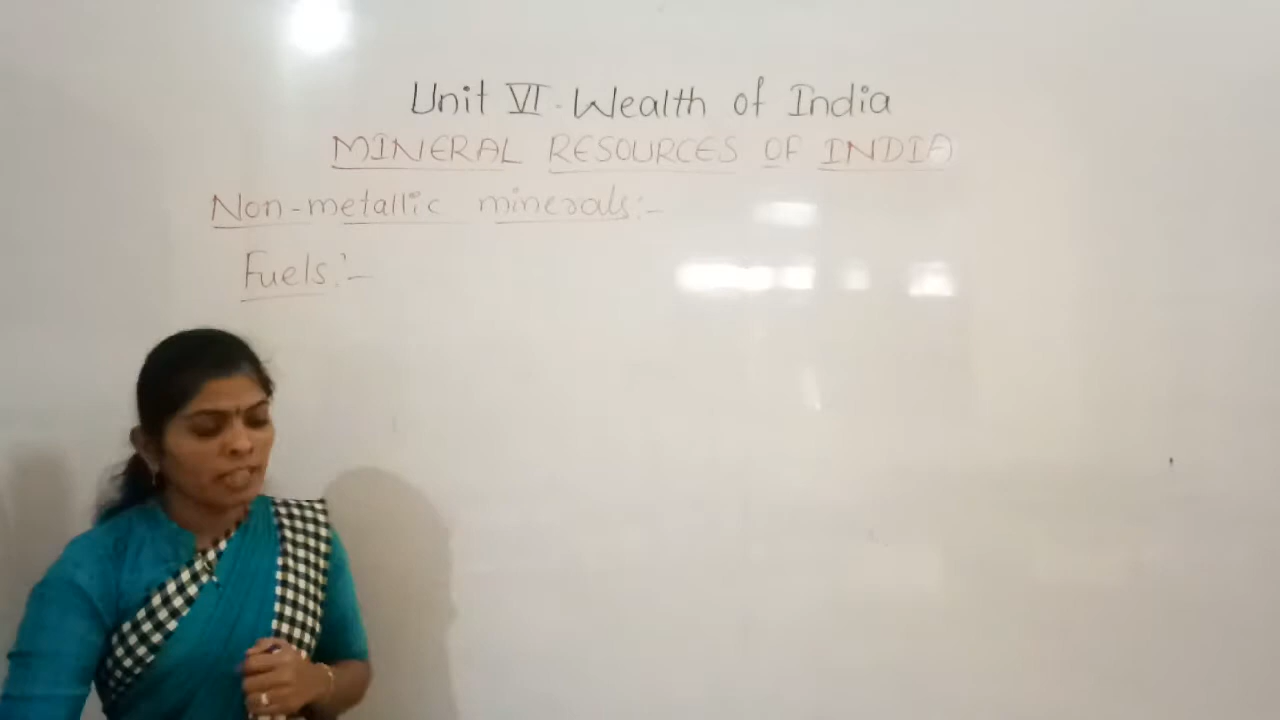 Unit VI. Wealth of India
MINERAL RESOURCES OF INDIA
Non-metallic minerals:-
Fuels:-